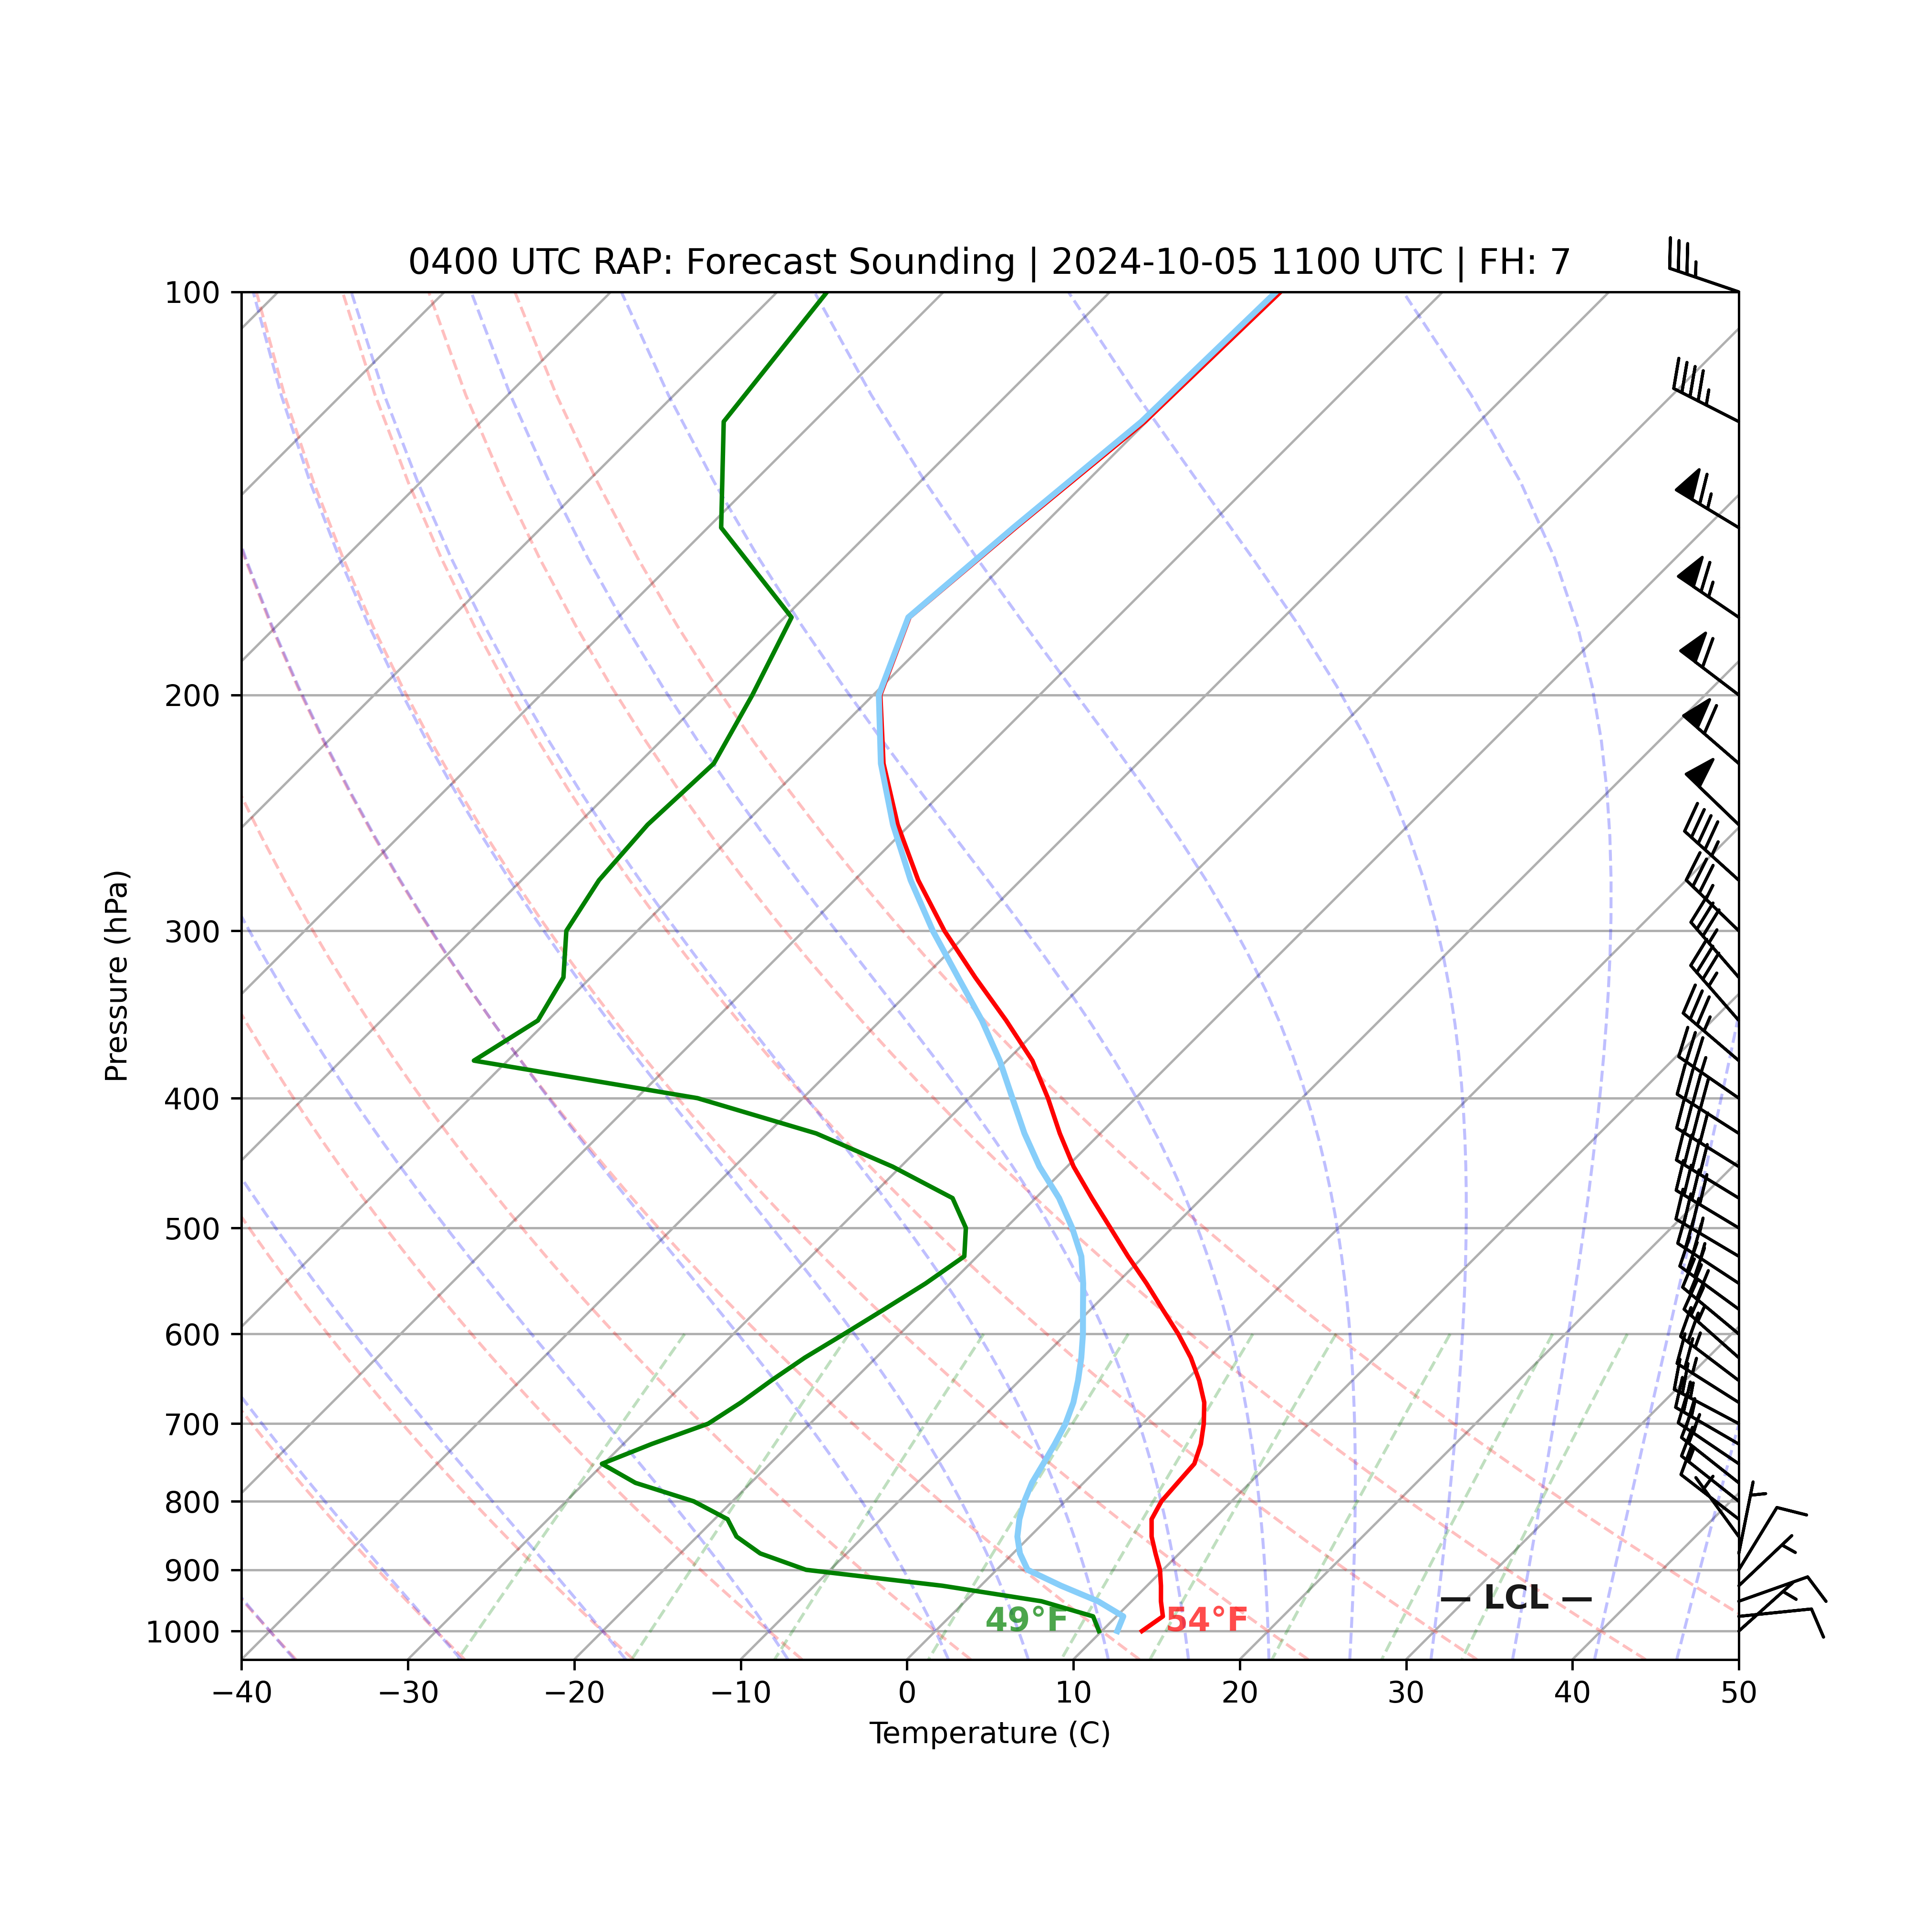 0400 UTC RAP: Forecast Sounding | 2024-10-05 1100 UTC | FH: 7
100
200
300
400
500
600
700
800
900
1000
Pressure (hPa)
49°F
54°F
— LCL —
−40 −30 −20 −10 0 10 20 30 40 50
Temperature (C)